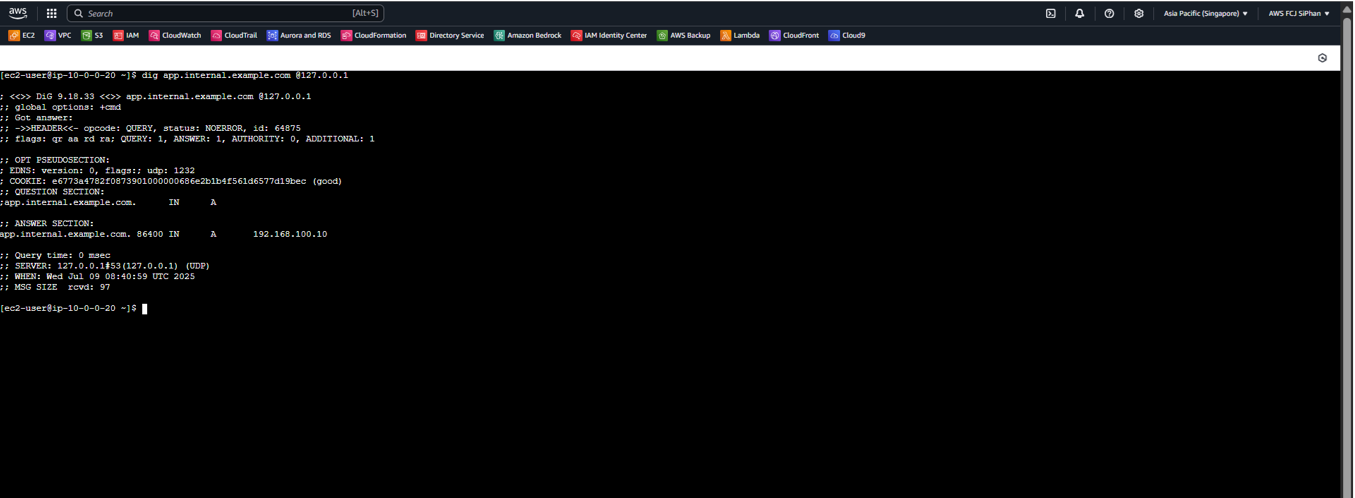 aws Search [Alt+S] Asia Pacific (Singapore) ▼ AWS FCJ SiPhan ▼
EC2 VPC S3 IAM CloudWatch CloudTrail Aurora and RDS CloudFormation Directory Service Amazon Bedrock IAM Identity Center AWS Backup Lambda CloudFront Cloud9
[ec2-user@ip-10-0-0-20 ~]$ dig app.internal.example.com @127.0.0.1
; <<>> DiG 9.18.33 <<>> app.internal.example.com @127.0.0.1
;; global options: +cmd
;; Got answer:
;; ->>HEADER<<- opcode: QUERY, status: NOERROR, id: 64875
;; flags: qr aa rd ra; QUERY: 1, ANSWER: 1, AUTHORITY: 0, ADDITIONAL: 1
;; OPT PSEUDOSECTION:
; EDNS: version: 0, flags:; udp: 1232
; COOKIE: e6773a4782f0873901000000686e2b1b4f561d6577d19bec (good)
;; QUESTION SECTION:
;app.internal.example.com. IN A
;; ANSWER SECTION:
app.internal.example.com. 86400 IN A 192.168.100.10
;; Query time: 0 msec
;; SERVER: 127.0.0.1#53(127.0.0.1) (UDP)
;; WHEN: Wed Jul 09 08:40:59 UTC 2025
;; MSG SIZE rcvd: 97
[ec2-user@ip-10-0-0-20 ~]$